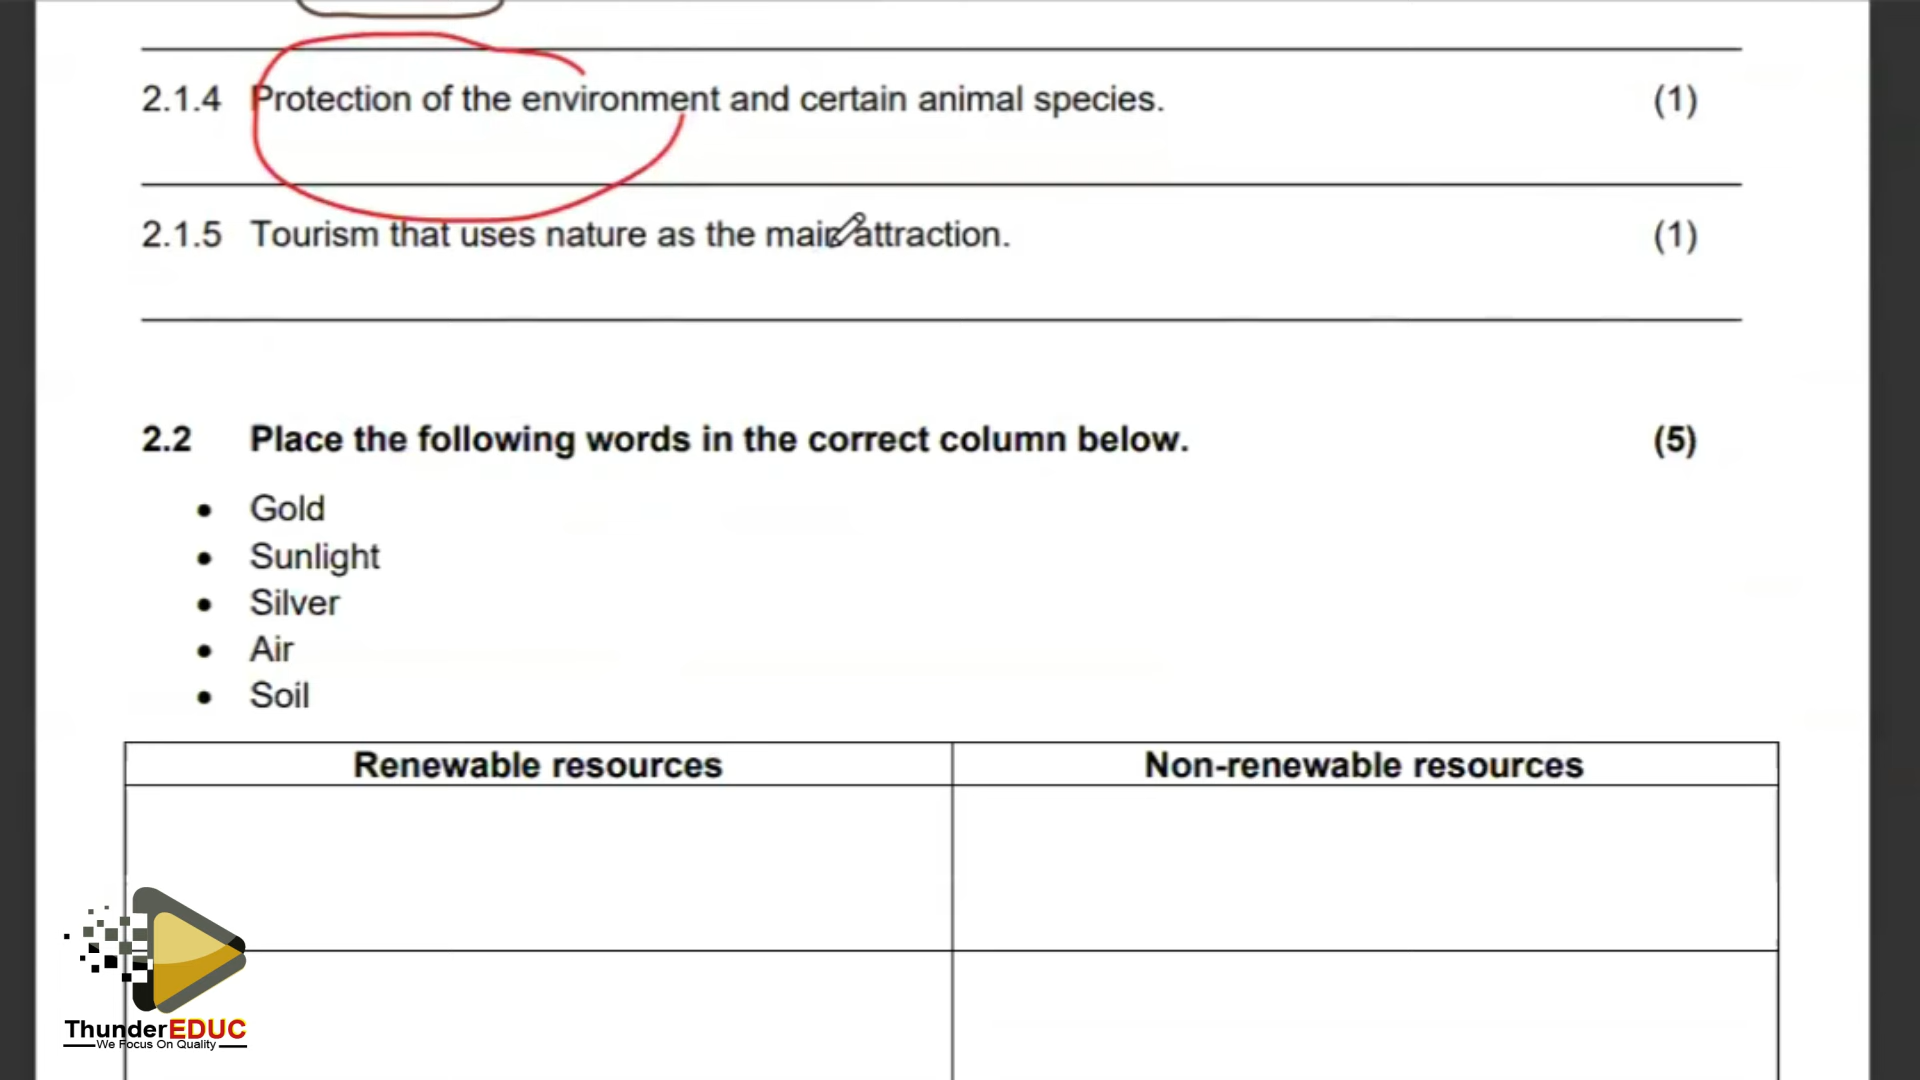 2.1.4 Protection of the environment and certain animal species. (1)
2.1.5 Tourism that uses nature as the main attraction. (1)
2.2 Place the following words in the correct column below. (5)
• Gold
• Sunlight
• Silver
• Air
• Soil
Renewable resources Non-renewable resources
ThunderEDUC
We Focus On Quality